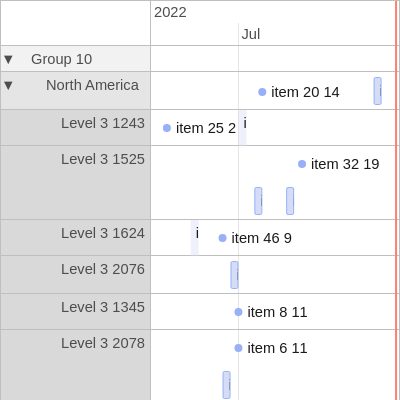 2022
Jul
▼ Group 10
▼ North America
item 20 14
i
Level 3 1243
item 25 2
i
Level 3 1525
item 32 19
i
i
Level 3 1624
i
item 46 9
Level 3 2076
i
Level 3 1345
item 8 11
Level 3 2078
item 6 11
i